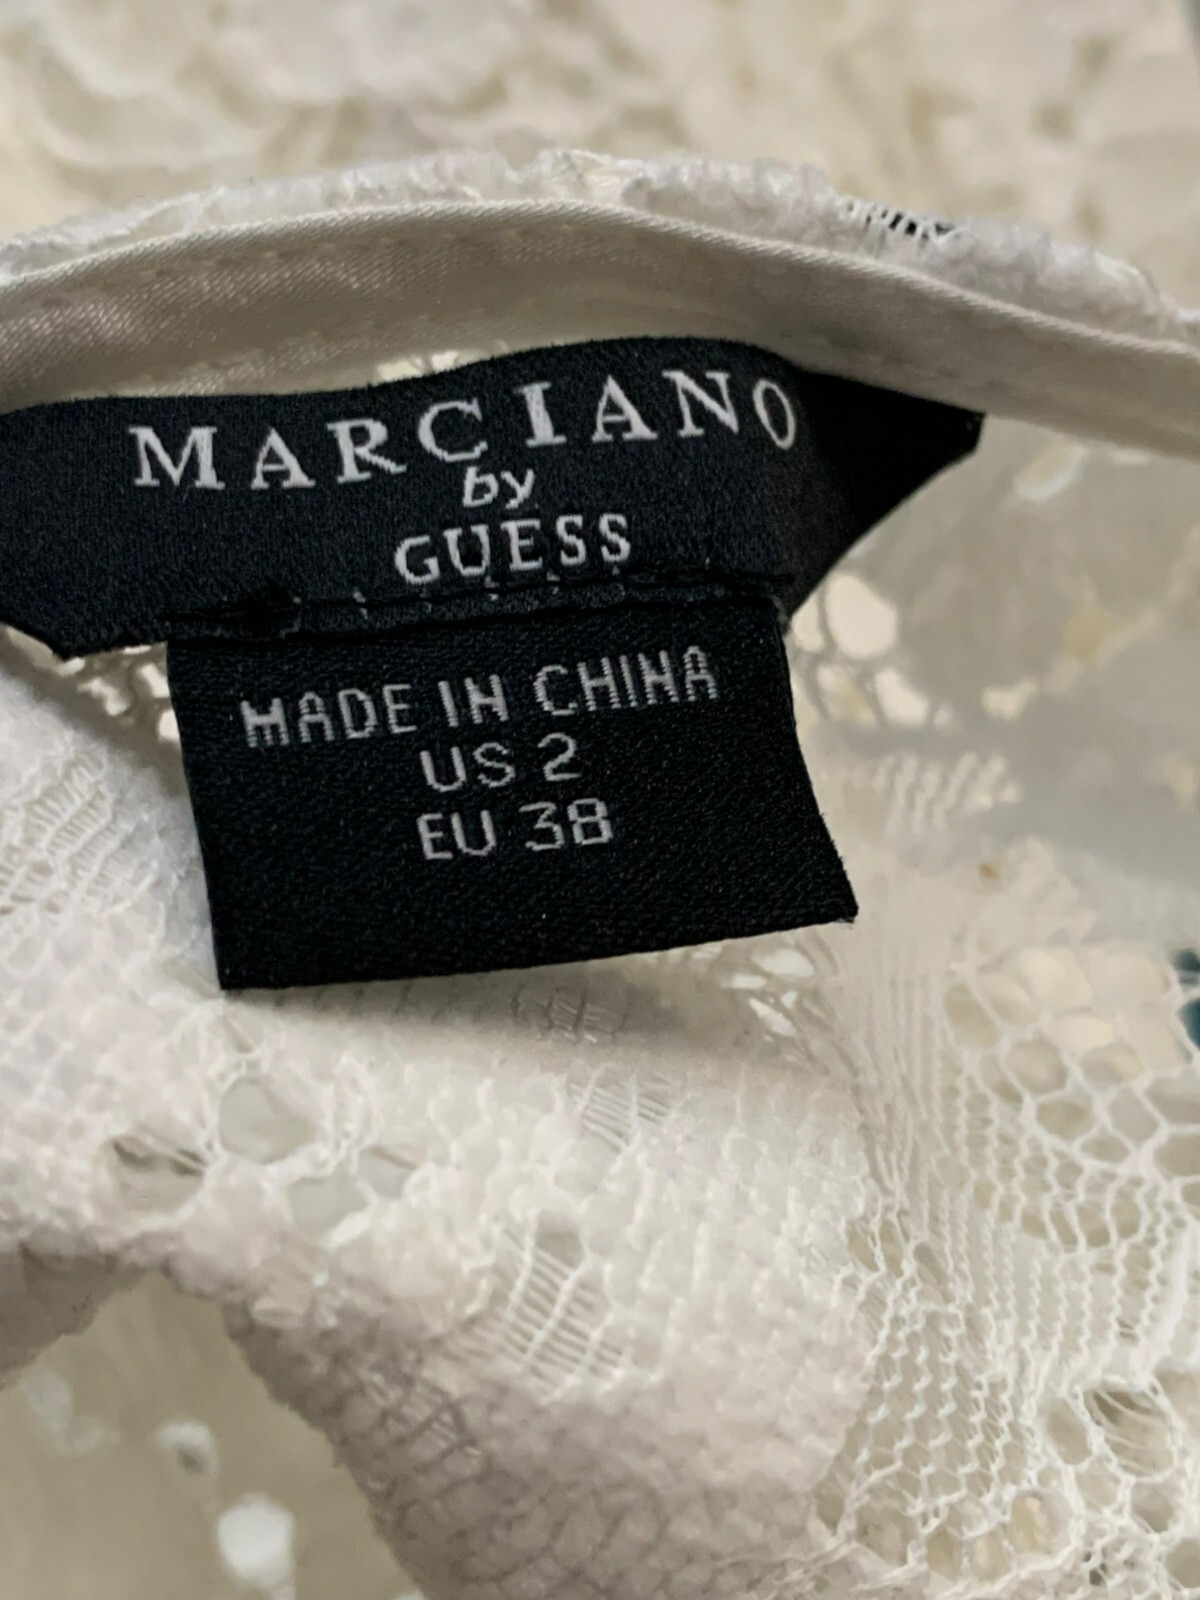 MARCIANO
by
GUESS
MADE IN CHINA
US 2
EU 38